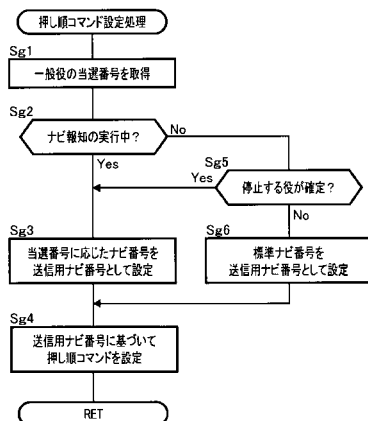 押し順コマンド設定処理
Sg1
一般役の当選番号を取得
Sg2
ナビ報知の実行中?
No
Yes
Sg5
停止する役が確定?
Yes
No
Sg3
当選番号に応じたナビ番号を
送信用ナビ番号として設定
Sg6
標準ナビ番号を
送信用ナビ番号として設定
Sg4
送信用ナビ番号に基づいて
押し順コマンドを設定
RET